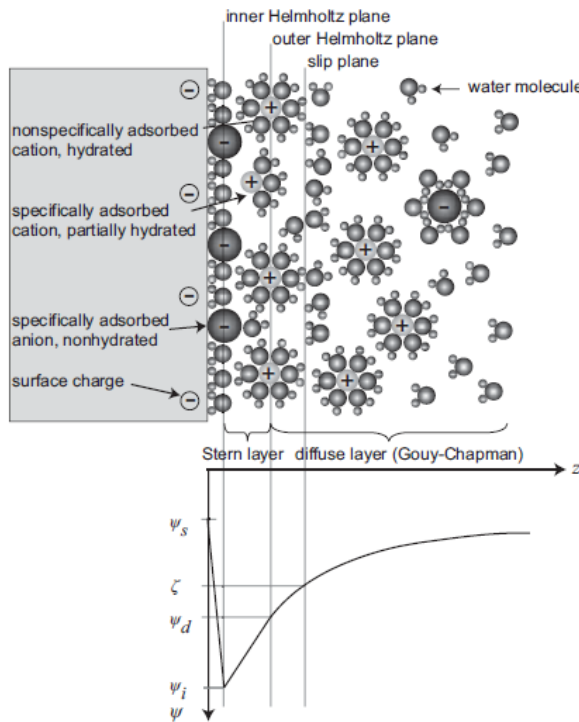 inner Helmholtz plane
outer Helmholtz plane
slip plane
water molecule
nonspecifically adsorbed
cation, hydrated
specifically adsorbed
cation, partially hydrated
specifically adsorbed
anion, nonhydrated
surface charge
Stern layer
diffuse layer (Gouy-Chapman)
z
ψs
ζ
ψd
ψi
ψ